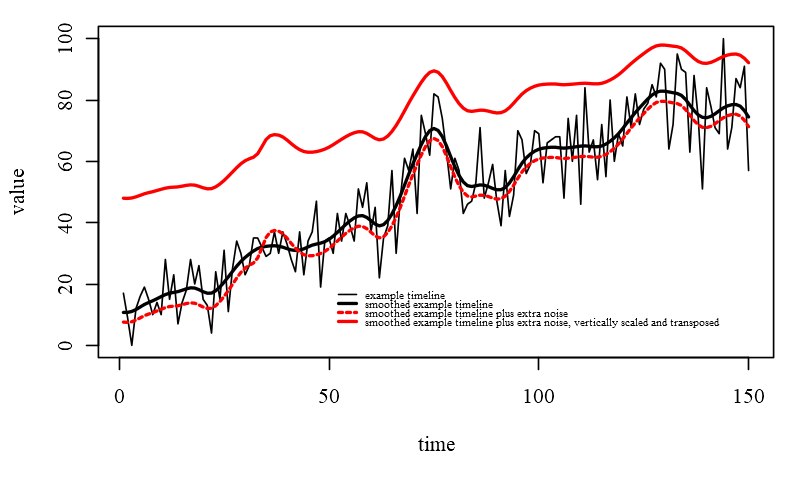 100
80
60
40
20
0
value
example timeline
smoothed example timeline
smoothed example timeline plus extra noise
smoothed example timeline plus extra noise, vertically scaled and transposed
0 50 100 150
time